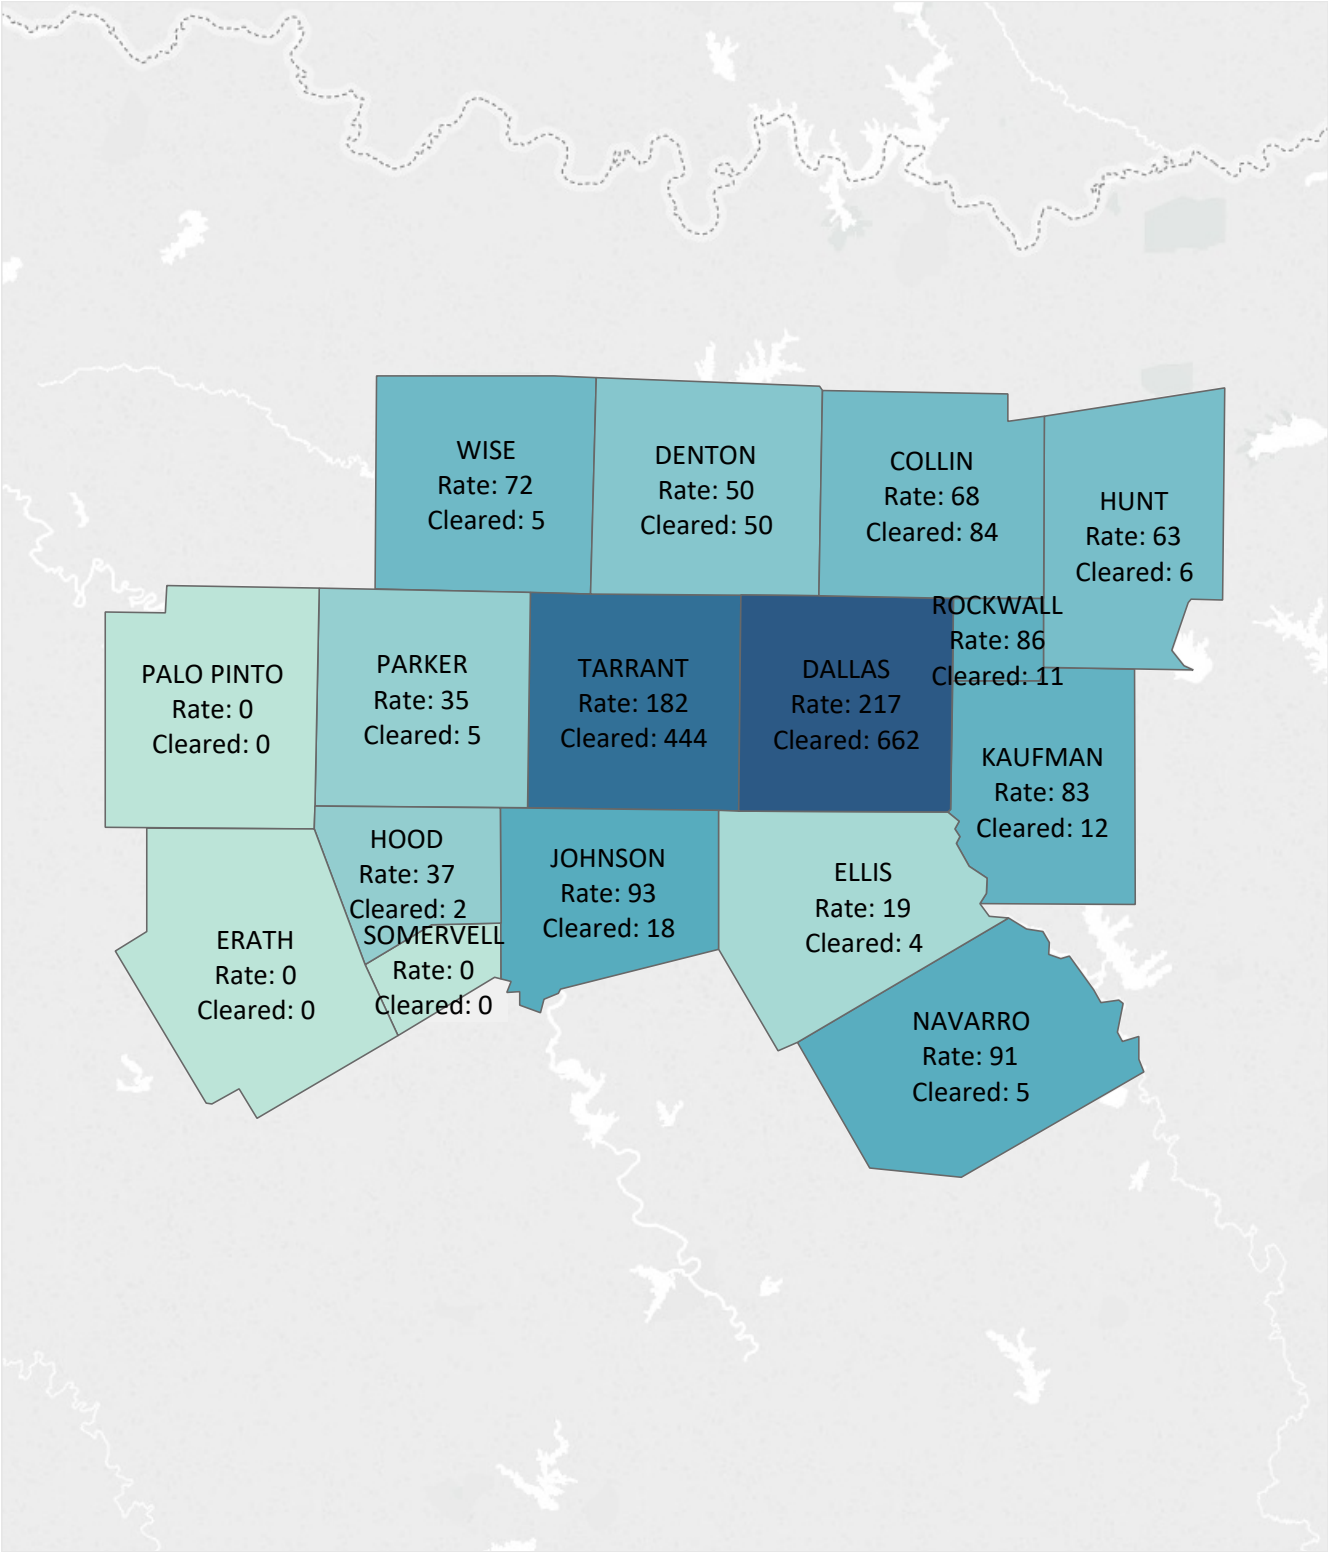 WISE
Rate: 72
Cleared: 5
DENTON
Rate: 50
Cleared: 50
COLLIN
Rate: 68
Cleared: 84
HUNT
Rate: 63
Cleared: 6
PALO PINTO
Rate: 0
Cleared: 0
PARKER
Rate: 35
Cleared: 5
TARRANT
Rate: 182
Cleared: 444
DALLAS
Rate: 217
Cleared: 662
ROCKWALL
Rate: 86
Cleared: 11
KAUFMAN
Rate: 83
Cleared: 12
HOOD
Rate: 37
Cleared: 2
JOHNSON
Rate: 93
Cleared: 18
ELLIS
Rate: 19
Cleared: 4
ERATH
Rate: 0
Cleared: 0
SOMERVELL
Rate: 0
Cleared: 0
NAVARRO
Rate: 91
Cleared: 5